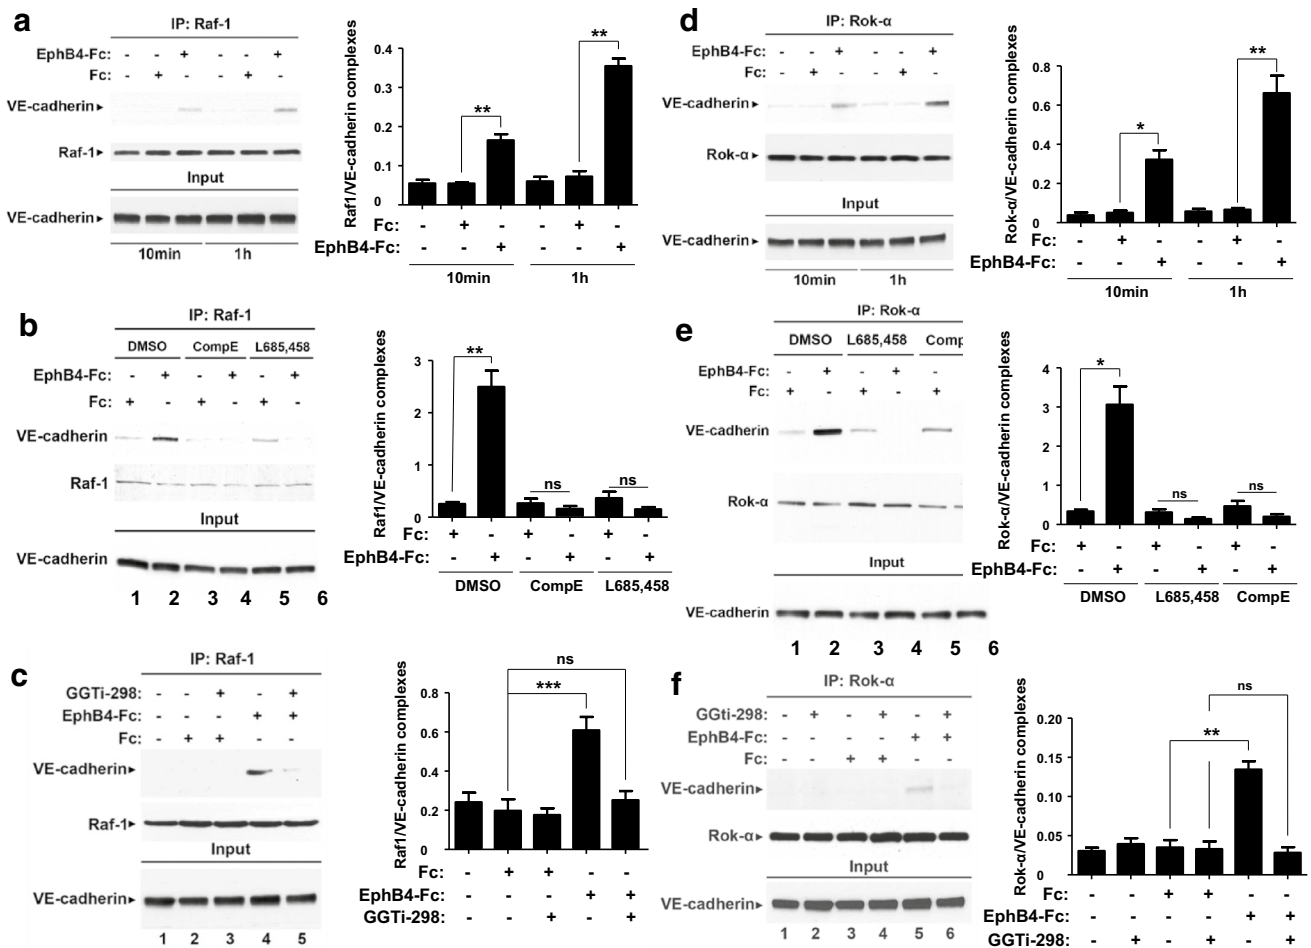 a
IP: Raf-1
EphB4-Fc: - - + - - +
Fc: - + - - + -
VE-cadherin
Raf-1
Input
VE-cadherin
10min 1h
Raf1/VE-cadherin complexes
0.4
0.3
0.2
0.1
0
** **
Fc: - + - - + -
EphB4-Fc: - - + - - +
10min 1h
d
IP: Rok-α
EphB4-Fc: - - + - - +
Fc: - + - - + -
VE-cadherin
Rok-α
Input
VE-cadherin
10min 1h
Rok-α/VE-cadherin complexes
0.8
0.6
0.4
0.2
0
* **
Fc: - + - - + -
EphB4-Fc: - - + - - +
10min 1h
b
IP: Raf-1
DMSO CompE L685,458
EphB4-Fc: - + - + - +
Fc: + - + - + -
VE-cadherin
Raf-1
Input
VE-cadherin
1 2 3 4 5 6
Raf1/VE-cadherin complexes
3
2
1
0
** ns ns
Fc: + - + - + -
EphB4-Fc: - + - + - +
DMSO CompE L685,458
e
IP: Rok-α
DMSO L685,458 Comp
EphB4-Fc: - + - + -
Fc: + - + - +
VE-cadherin
Rok-α
Input
VE-cadherin
1 2 3 4 5 6
Rok-α/VE-cadherin complexes
4
3
2
1
0
* ns ns
Fc: + - + - + -
EphB4-Fc: - + - + - +
DMSO L685,458 CompE
c
IP: Raf-1
GGTi-298: - - + - +
EphB4-Fc: - - - + +
Fc: - + + - -
VE-cadherin
Raf-1
Input
VE-cadherin
1 2 3 4 5
Raf1/VE-cadherin complexes
0.8
0.6
0.4
0.2
0
ns
***
Fc: - + + - -
EphB4-Fc: - - - + +
GGTi-298: - - + - +
f
IP: Rok-α
GGti-298: - + - + - +
EphB4-Fc: - - - - + +
Fc: - - + + - -
VE-cadherin
Rok-α
Input
VE-cadherin
1 2 3 4 5 6
Rok-α/VE-cadherin complexes
0.20
0.15
0.10
0.05
0
ns
**
Fc: - - + + - -
EphB4-Fc: - - - - + +
GGTi-298: - + - + - +